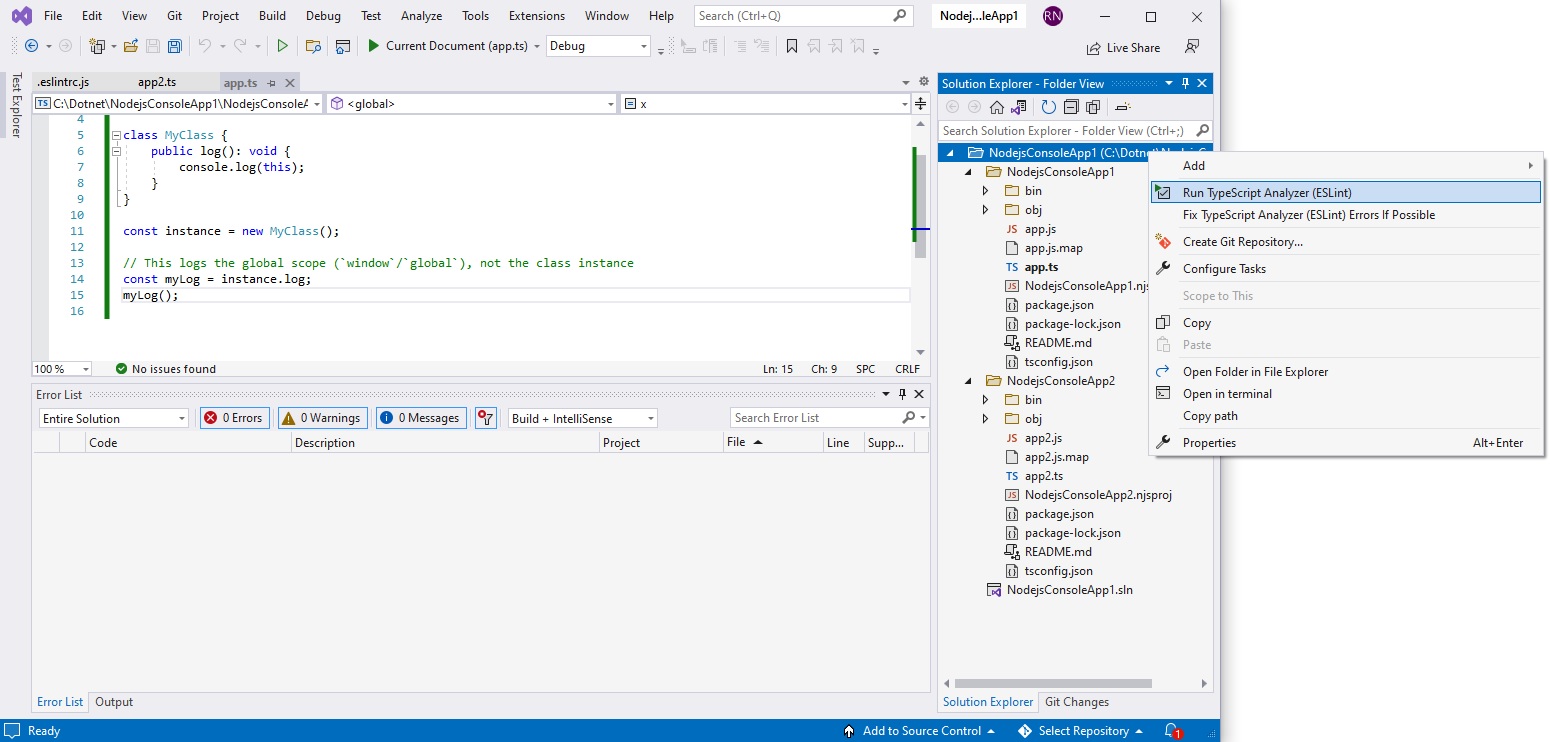 File Edit View Git Project Build Debug Test Analyze Tools Extensions Window Help Search (Ctrl+Q) Nodej...leApp1 RN
Current Document (app.ts) Debug Live Share
Test Explorer
.eslintrc.js app2.ts app.ts
TS C:\Dotnet\NodejsConsoleApp1\NodejsConsoleA <global> x
4
5 class MyClass {
6 public log(): void {
7 console.log(this);
8 }
9 }
10
11 const instance = new MyClass();
12
13 // This logs the global scope (`window`/`global`), not the class instance
14 const myLog = instance.log;
15 myLog();
16
100 % No issues found Ln: 15 Ch: 9 SPC CRLF
Error List
Entire Solution 0 Errors 0 Warnings 0 Messages Build + IntelliSense Search Error List
Code Description Project File Line Supp...
Error List Output
Solution Explorer - Folder View
Search Solution Explorer - Folder View (Ctrl+;)
NodejsConsoleApp1 (C:\Dotnet\
NodejsConsoleApp1
bin
obj
JS app.js
app.js.map
TS app.ts
JS NodejsConsoleApp1.njs
package.json
package-lock.json
README.md
tsconfig.json
NodejsConsoleApp2
bin
obj
JS app2.js
app2.js.map
TS app2.ts
JS NodejsConsoleApp2.njsproj
package.json
package-lock.json
README.md
tsconfig.json
NodejsConsoleApp1.sln
Solution Explorer Git Changes
Add
Run TypeScript Analyzer (ESLint)
Fix TypeScript Analyzer (ESLint) Errors If Possible
Create Git Repository...
Configure Tasks
Scope to This
Copy
Paste
Open Folder in File Explorer
Open in terminal
Copy path
Properties Alt+Enter
Ready Add to Source Control Select Repository 1